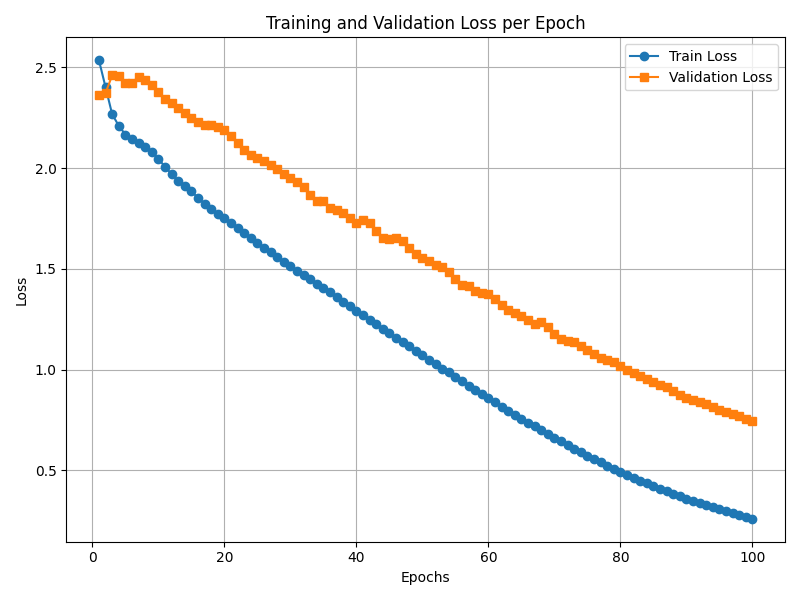 Training and Validation Loss per Epoch
Train Loss
Validation Loss
Loss
2.5
2.0
1.5
1.0
0.5
0 20 40 60 80 100
Epochs